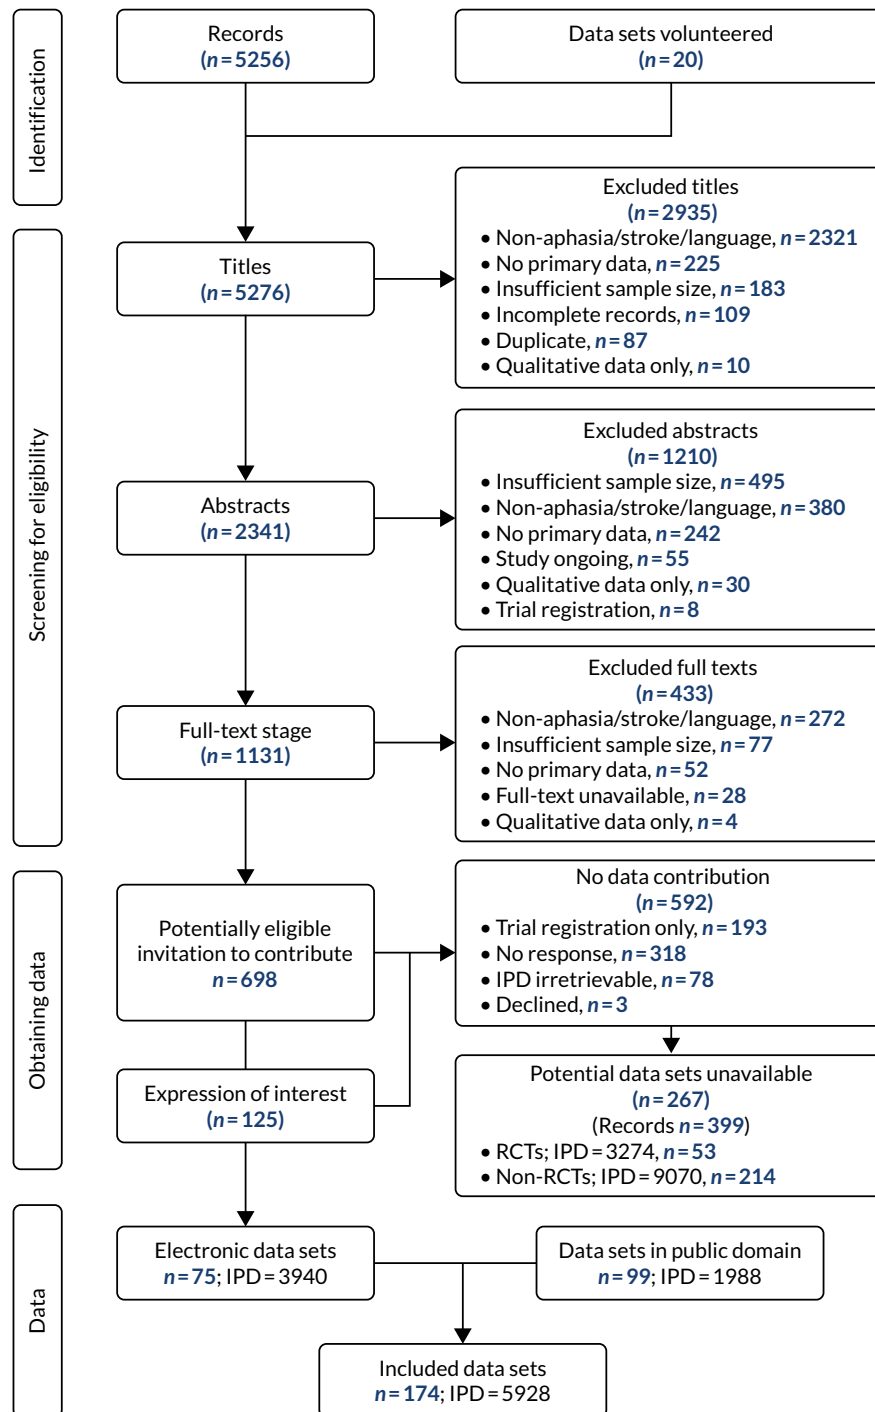 Identification
Records
(n=5256)
Data sets volunteered
(n=20)
Excluded titles
(n=2935)
• Non-aphasia/stroke/language, n=2321
• No primary data, n=225
• Insufficient sample size, n=183
• Incomplete records, n=109
• Duplicate, n=87
• Qualitative data only, n=10
Screening for eligibility
Titles
(n=5276)
Excluded abstracts
(n=1210)
• Insufficient sample size, n=495
• Non-aphasia/stroke/language, n=380
• No primary data, n=242
• Study ongoing, n=55
• Qualitative data only, n=30
• Trial registration, n=8
Abstracts
(n=2341)
Excluded full texts
(n=433)
• Non-aphasia/stroke/language, n=272
• Insufficient sample size, n=77
• No primary data, n=52
• Full-text unavailable, n=28
• Qualitative data only, n=4
Full-text stage
(n=1131)
Obtaining data
Potentially eligible
invitation to contribute
n=698
No data contribution
(n=592)
• Trial registration only, n=193
• No response, n=318
• IPD irretrievable, n=78
• Declined, n=3
Expression of interest
(n=125)
Potential data sets unavailable
(n=267)
(Records n=399)
• RCTs; IPD=3274, n=53
• Non-RCTs; IPD=9070, n=214
Data
Electronic data sets
n=75; IPD=3940
Data sets in public domain
n=99; IPD=1988
Included data sets
n=174; IPD=5928